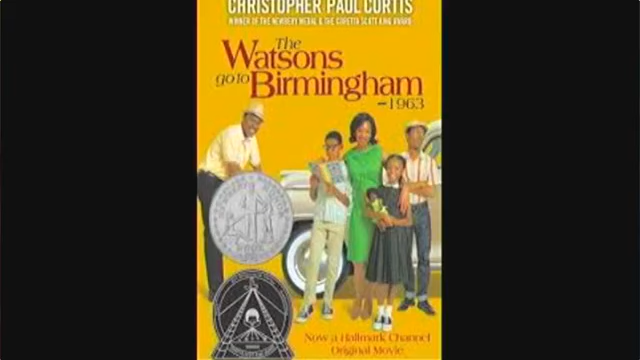 CHRISTOPHER PAUL CURTIS
WINNER OF THE NEWBERY MEDAL & THE CORETTA SCOTT KING AWARD
The
Watsons
go to Birmingham
–1963
Now a Hallmark Channel
Original Movie